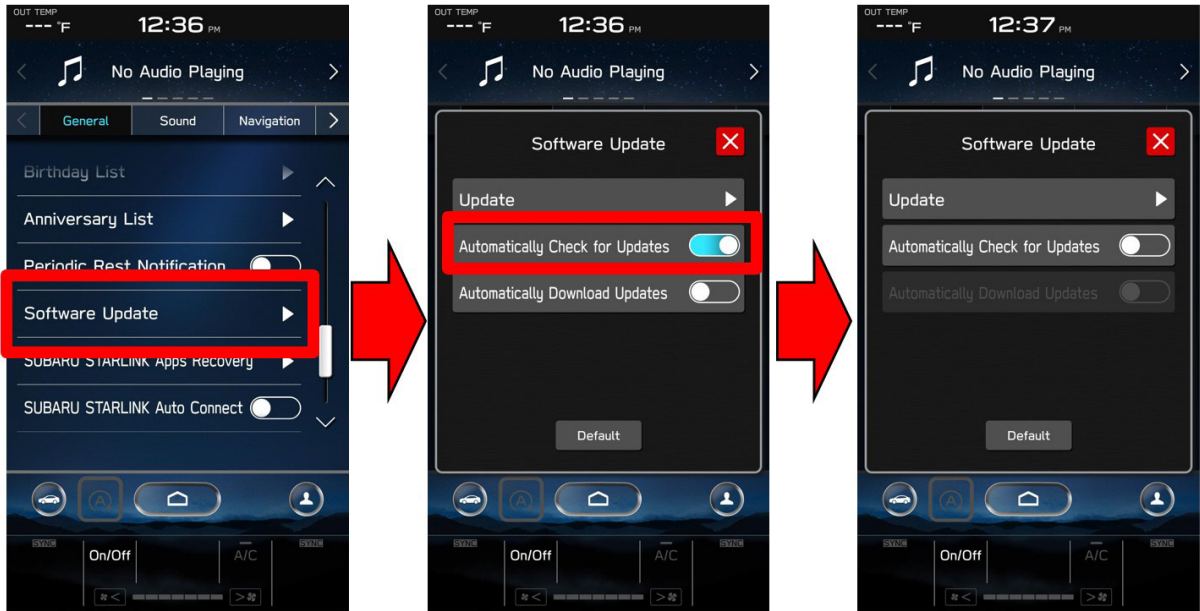 OUT TEMP
--- °F
12:36 PM
No Audio Playing
General Sound Navigation
Birthday List
Anniversary List
Periodic Rest Notification
Software Update
SUBARU STARLINK Apps Recovery
SUBARU STARLINK Auto Connect
A
SYNC SYNC
On/Off A/C
OUT TEMP
--- °F
12:36 PM
No Audio Playing
Software Update
Update
Automatically Check for Updates
Automatically Download Updates
Default
A
SYNC SYNC
On/Off A/C
OUT TEMP
--- °F
12:37 PM
No Audio Playing
Software Update
Update
Automatically Check for Updates
Automatically Download Updates
Default
A
SYNC SYNC
On/Off A/C